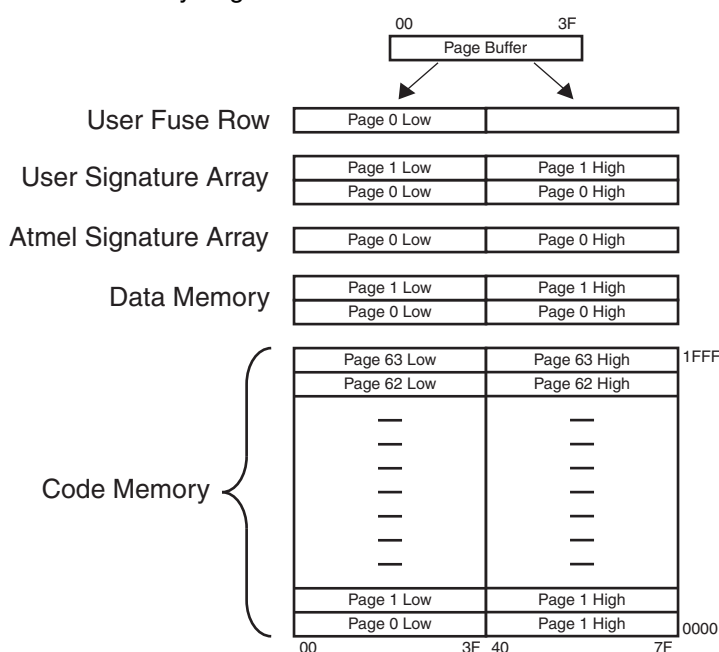 00 3F
Page Buffer
User Fuse Row Page 0 Low
User Signature Array
Page 1 Low Page 1 High
Page 0 Low Page 0 High
Atmel Signature Array Page 0 Low Page 0 High
Data Memory
Page 1 Low Page 1 High
Page 0 Low Page 0 High
Code Memory
Page 63 Low Page 63 High 1FFF
Page 62 Low Page 62 High
Page 1 Low Page 1 High
Page 0 Low Page 1 High 0000
00 3F 40 7F